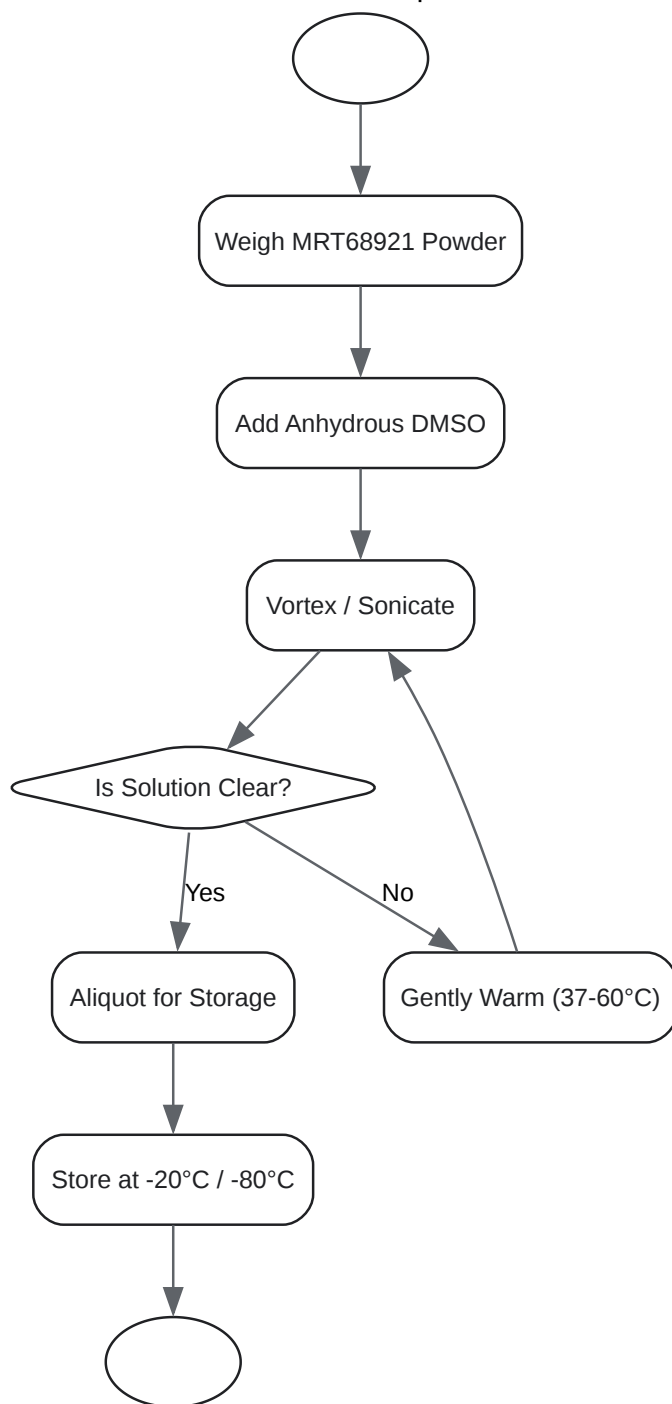 Weigh MRT68921 Powder
Add Anhydrous DMSO
Vortex / Sonicate
Is Solution Clear?
Yes
No
Aliquot for Storage
Gently Warm (37-60°C)
Store at -20°C / -80°C